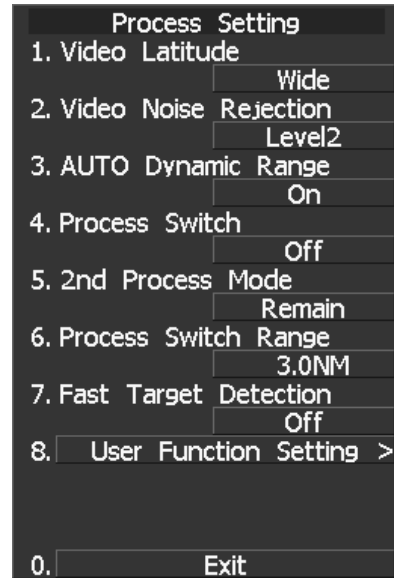 Process Setting
1. Video Latitude
Wide
2. Video Noise Rejection
Level2
3. AUTO Dynamic Range
On
4. Process Switch
Off
5. 2nd Process Mode
Remain
6. Process Switch Range
3.0NM
7. Fast Target Detection
Off
8. User Function Setting >
0. Exit